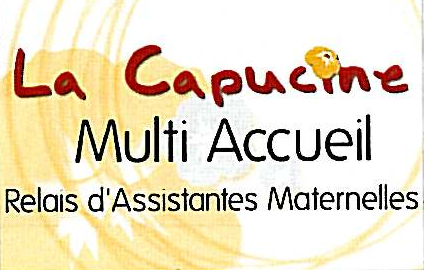 La Capucine
Multi Accueil
Relais d'Assistantes Maternelles